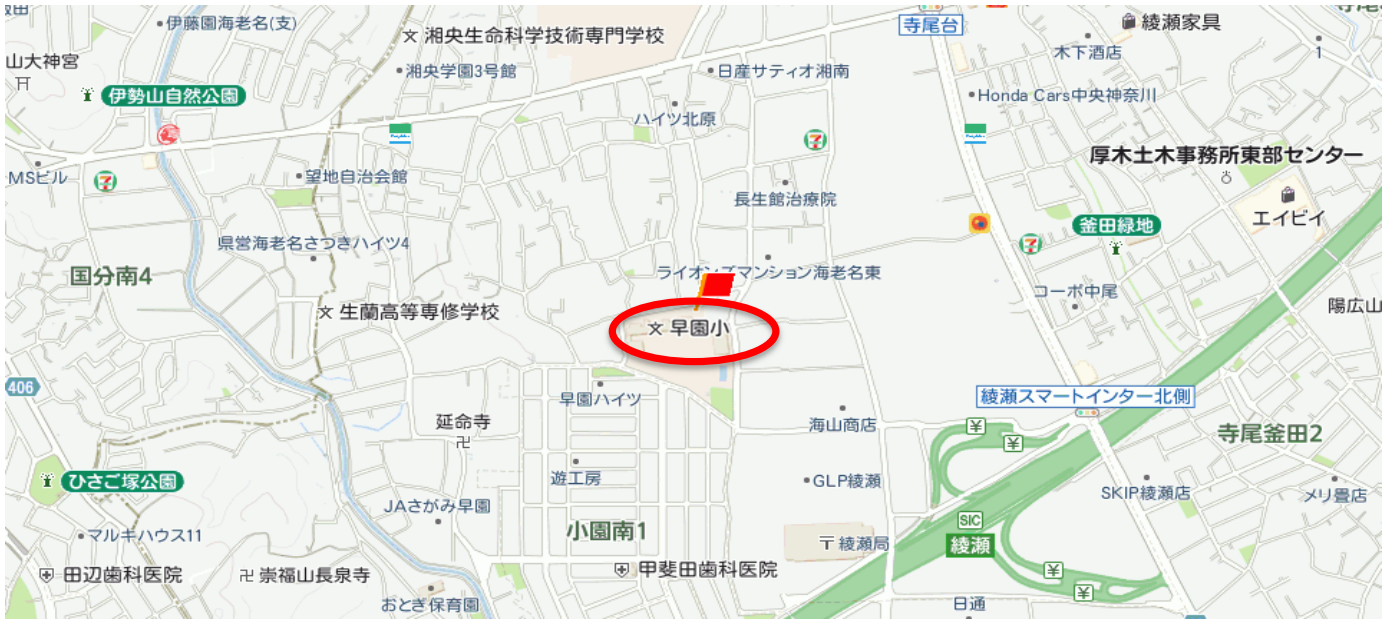 伊藤園海老名(支)
湘央生命科学技術専門学校
寺尾台
綾瀬家具
木下酒店
1
山大神宮
湘央学園3号館
日産サティオ湘南
伊勢山自然公園
Honda Cars中央神奈川
ハイツ北原
厚木土木事務所東部センター
MSビル
望地自治会館
長生館治療院
エイビイ
釜田緑地
県営海老名さつきハイツ4
国分南4
ライオンズマンション海老名東
コーポ中尾
陽広山
生蘭高等専修学校
早園小
406
早園ハイツ
綾瀬スマートインター北側
延命寺
海山商店
寺尾釜田2
ひさご塚公園
遊工房
GLP綾瀬
SKIP綾瀬店
メリ畳店
JAさがみ早園
マルキハウス11
小園南1
綾瀬局
SIC
綾瀬
田辺歯科医院
崇福山長泉寺
甲斐田歯科医院
おとぎ保育園
日通